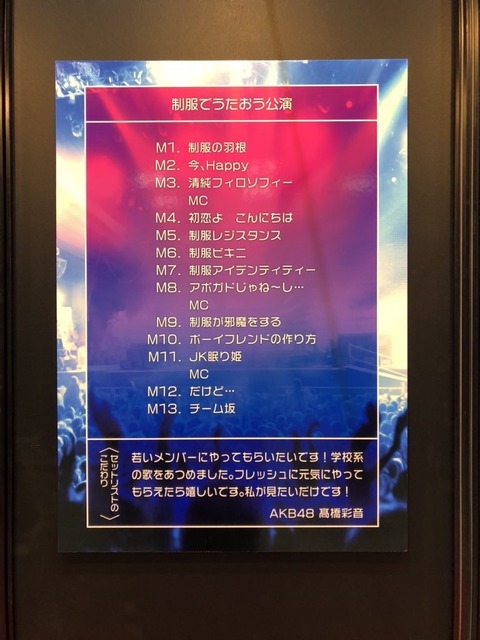 制服でうたおう公演
M1. 制服の羽根
M2. 今、Happy
M3. 清純フィロソフィー
MC
M4. 初恋よ こんにちは
M5. 制服レジスタンス
M6. 制服ビキニ
M7. 制服アイデンティティー
M8. アボガドじゃね〜し…
MC
M9. 制服が邪魔をする
M10. ボーイフレンドの作り方
M11. JK眠り姫
MC
M12. だけど…
M13. チーム坂
〈セットリストの
こだわり〉
若いメンバーにやってもらいたいです！学校系
の歌をあつめました。フレッシュに元気にやって
もらえたら嬉しいです。私が見たいだけです！
AKB48 髙橋彩音